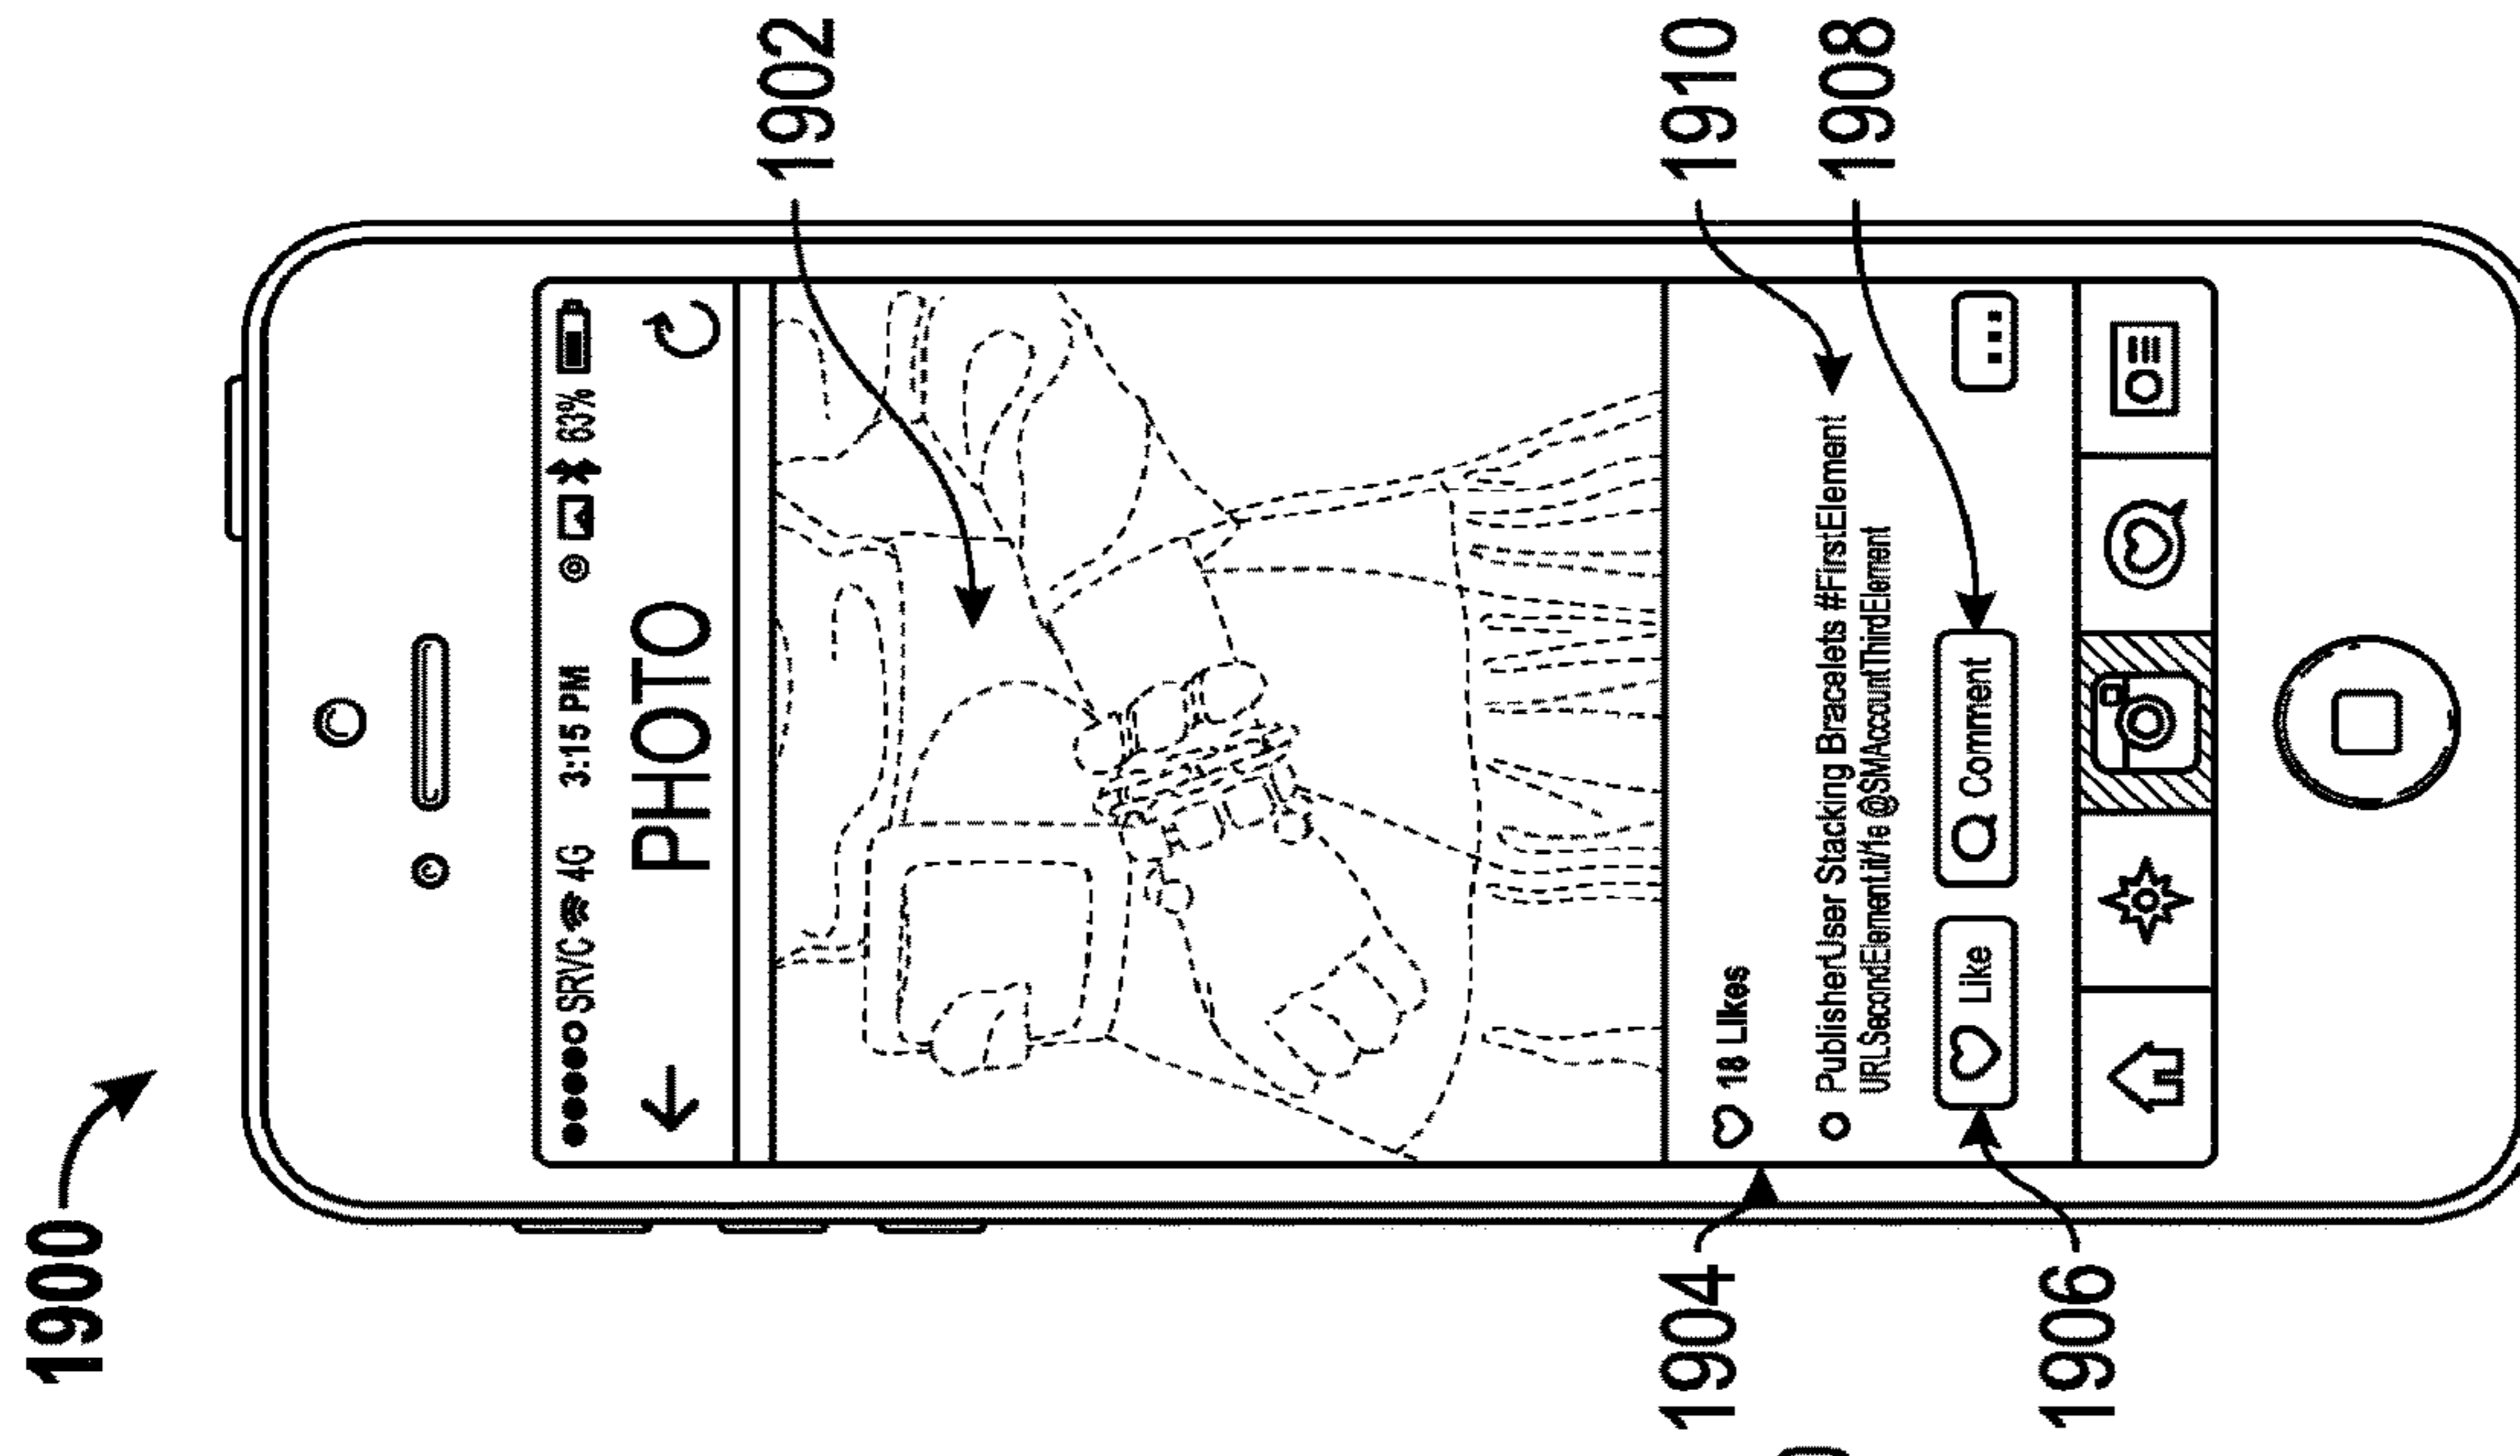 1900
SRVC 4G 3:15 PM 63%
PHOTO
1902
18 Likes
1904
1910
PublisherUser Stacking Bracelets #FirstElement
URLSecondElement.it/1e @SMAccountThirdElement
1908
Like Comment
1906